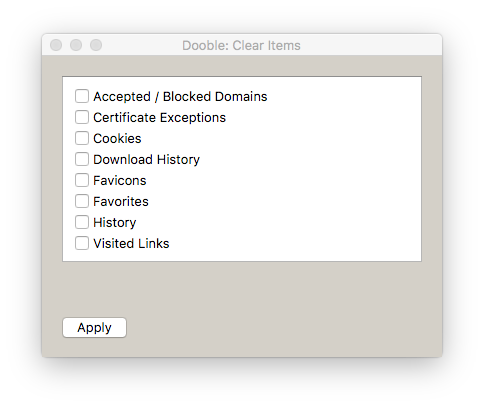 Dooble: Clear Items
Accepted / Blocked Domains
Certificate Exceptions
Cookies
Download History
Favicons
Favorites
History
Visited Links
Apply